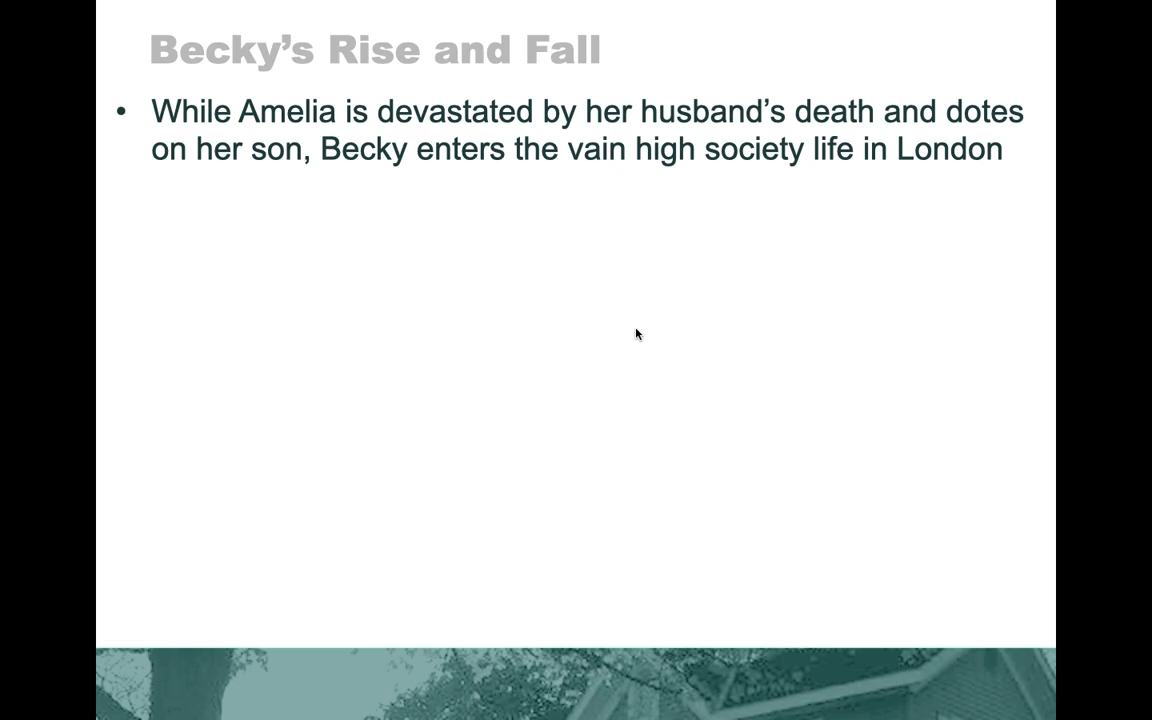 Becky’s Rise and Fall
• While Amelia is devastated by her husband’s death and dotes
on her son, Becky enters the vain high society life in London